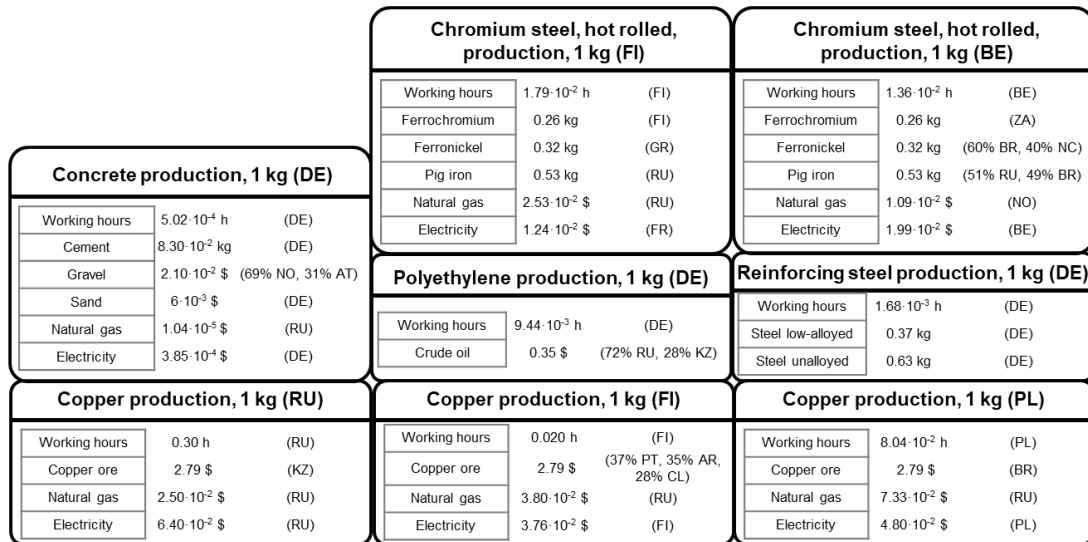 Chromium steel, hot rolled,
production, 1 kg (FI)
Working hours 1.79·10⁻² h (FI)
Ferrochromium 0.26 kg (FI)
Ferronickel 0.32 kg (GR)
Pig iron 0.53 kg (RU)
Natural gas 2.53·10⁻² $ (RU)
Electricity 1.24·10⁻² $ (FR)
Chromium steel, hot rolled,
production, 1 kg (BE)
Working hours 1.36·10⁻² h (BE)
Ferrochromium 0.26 kg (ZA)
Ferronickel 0.32 kg (60% BR, 40% NC)
Pig iron 0.53 kg (51% RU, 49% BR)
Natural gas 1.09·10⁻² $ (NO)
Electricity 1.99·10⁻² $ (BE)
Concrete production, 1 kg (DE)
Working hours 5.02·10⁻⁴ h (DE)
Cement 8.30·10⁻² kg (DE)
Gravel 2.10·10⁻² $ (69% NO, 31% AT)
Sand 6·10⁻³ $ (DE)
Natural gas 1.04·10⁻⁵ $ (RU)
Electricity 3.85·10⁻⁴ $ (DE)
Polyethylene production, 1 kg (DE)
Working hours 9.44·10⁻³ h (DE)
Crude oil 0.35 $ (72% RU, 28% KZ)
Reinforcing steel production, 1 kg (DE)
Working hours 1.68·10⁻³ h (DE)
Steel low-alloyed 0.37 kg (DE)
Steel unalloyed 0.63 kg (DE)
Copper production, 1 kg (RU)
Working hours 0.30 h (RU)
Copper ore 2.79 $ (KZ)
Natural gas 2.50·10⁻² $ (RU)
Electricity 6.40·10⁻² $ (RU)
Copper production, 1 kg (FI)
Working hours 0.020 h (FI)
Copper ore 2.79 $ (37% PT, 35% AR,
28% CL)
Natural gas 3.80·10⁻² $ (RU)
Electricity 3.76·10⁻² $ (FI)
Copper production, 1 kg (PL)
Working hours 8.04·10⁻² h (PL)
Copper ore 2.79 $ (BR)
Natural gas 7.33·10⁻² $ (RU)
Electricity 4.80·10⁻² $ (PL)